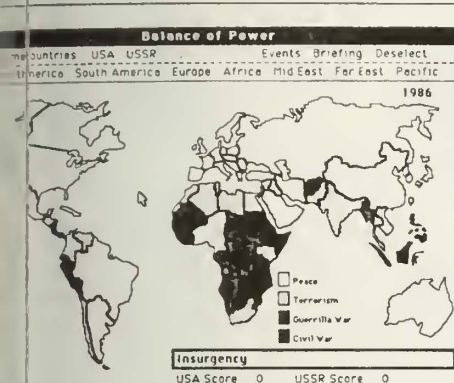 Balance of Power
countries USA USSR Events Briefing Deselect
America South America Europe Africa Mid East Far East Pacific
1986
Peace
Terrorism
Guerrilla War
Civil War
Insurgency
USA Score 0 USSR Score 0